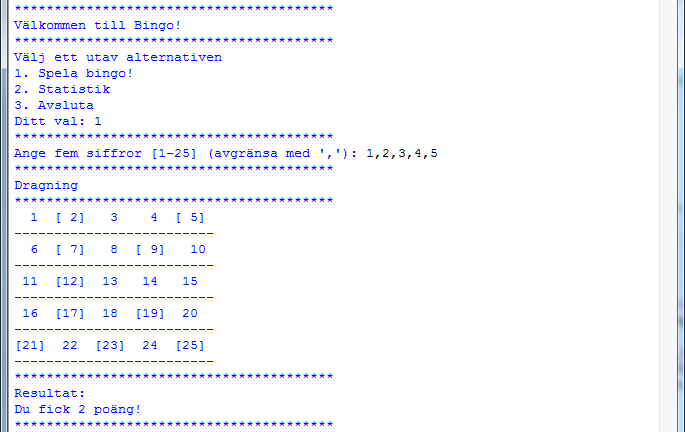 ****************************************
Välkommen till Bingo!
****************************************
Välj ett utav alternativen
1. Spela bingo!
2. Statistik
3. Avsluta
Ditt val: 1
****************************************
Ange fem siffror [1-25] (avgränsa med ','): 1,2,3,4,5
****************************************
Dragning
****************************************
  1  [ 2]   3    4  [ 5]
-------------------------
  6  [ 7]   8  [ 9]   10
-------------------------
 11  [12]  13   14   15
-------------------------
 16  [17]  18  [19]  20
-------------------------
[21]  22  [23]  24  [25]
-------------------------
****************************************
Resultat:
Du fick 2 poäng!
****************************************